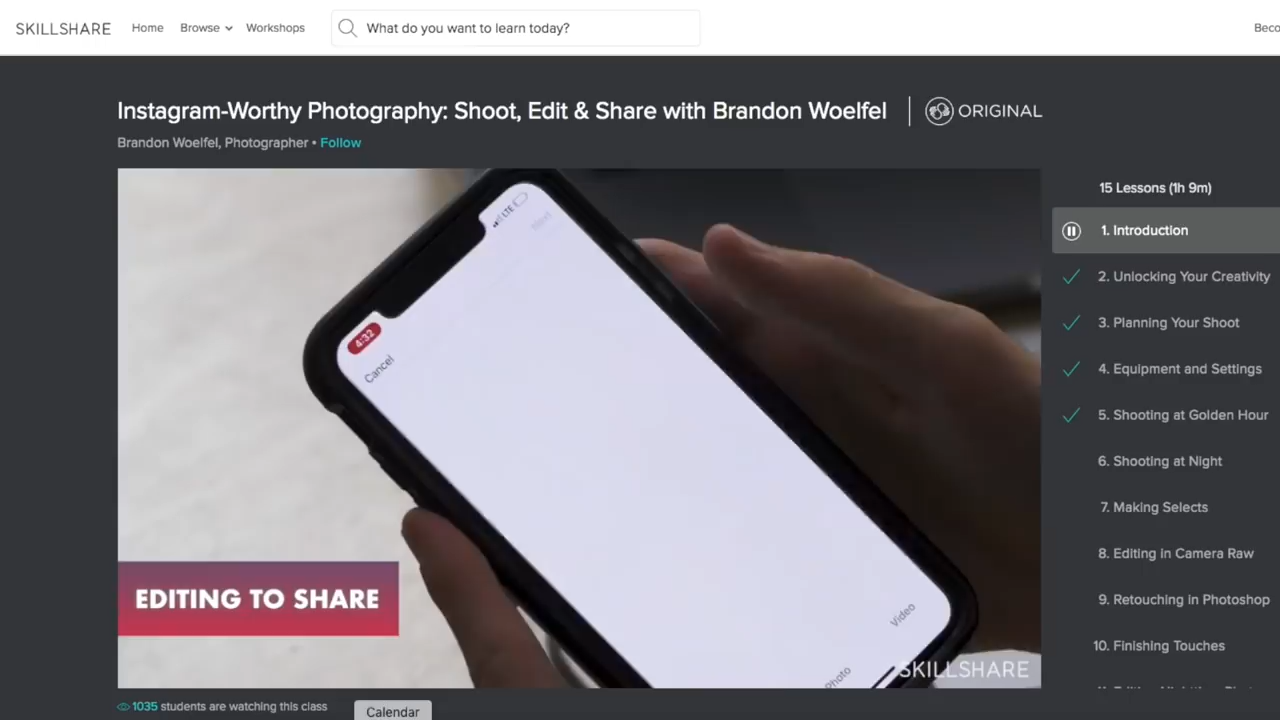 SKILLSHARE Home Browse Workshops What do you want to learn today? Beco
Instagram-Worthy Photography: Shoot, Edit & Share with Brandon Woelfel ORIGINAL
Brandon Woelfel, Photographer • Follow
15 Lessons (1h 9m)
1. Introduction
2. Unlocking Your Creativity
3. Planning Your Shoot
4. Equipment and Settings
5. Shooting at Golden Hour
6. Shooting at Night
7. Making Selects
8. Editing in Camera Raw
9. Retouching in Photoshop
10. Finishing Touches
LTE
Next
4:32
Cancel
Video
Photo
EDITING TO SHARE
SKILLSHARE
1035 students are watching this class
Calendar